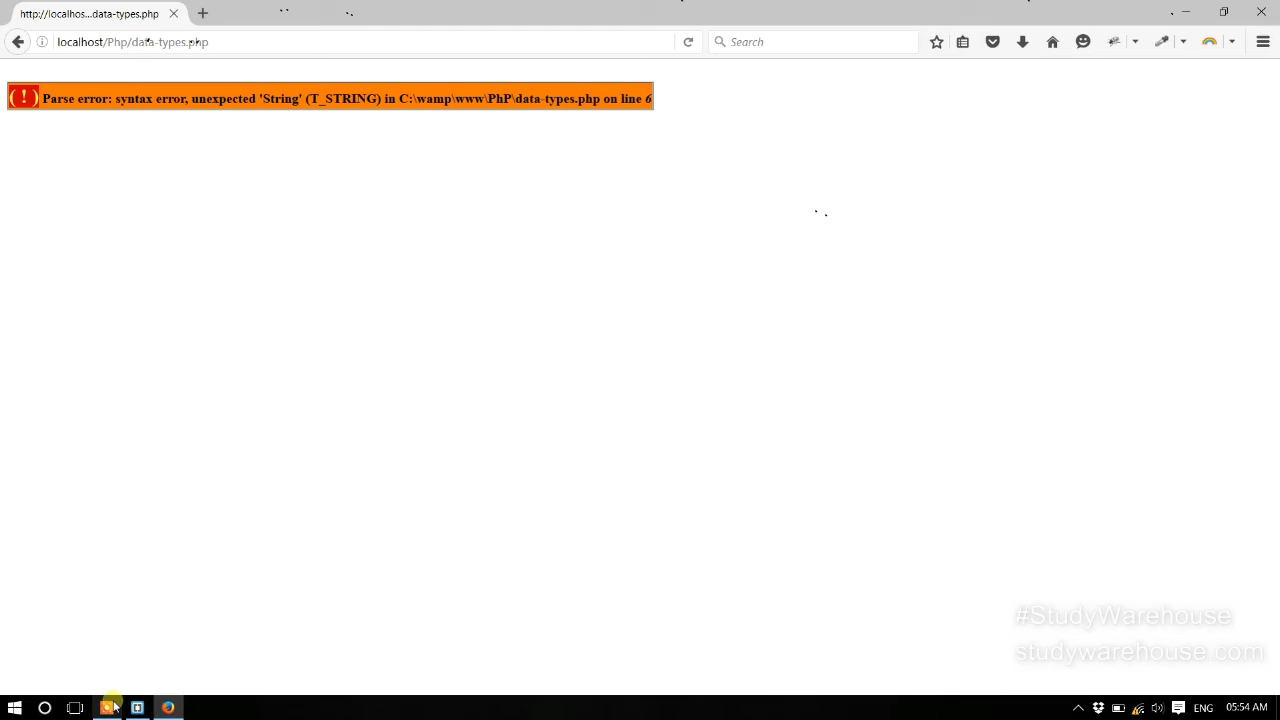 http://localhos...data-types.php
localhost/Php/data-types.php
Search
( ! ) Parse error: syntax error, unexpected 'String' (T_STRING) in C:\wamp\www\PhP\data-types.php on line 6
#StudyWarehouse
studywarehouse.com
ENG
05:54 AM